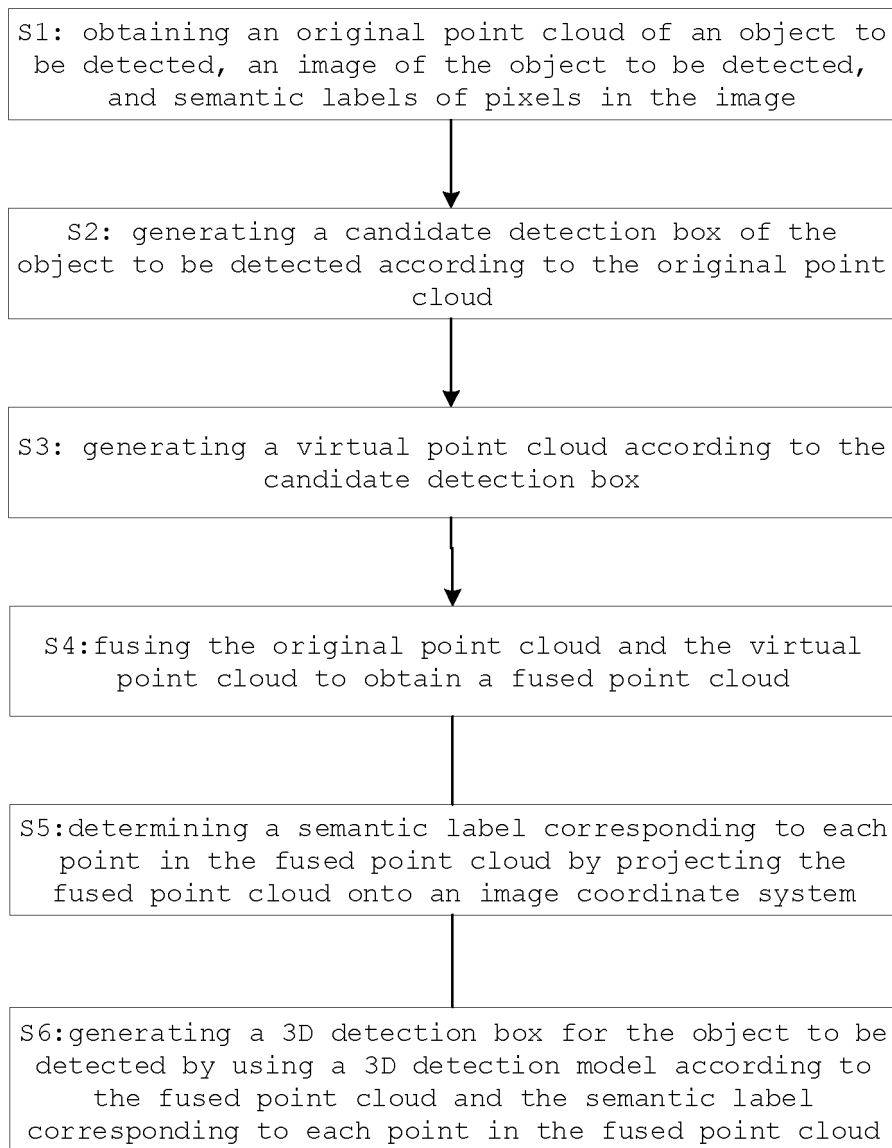 S1: obtaining an original point cloud of an object to
be detected, an image of the object to be detected,
and semantic labels of pixels in the image
S2: generating a candidate detection box of the
object to be detected according to the original point
cloud
S3: generating a virtual point cloud according to the
candidate detection box
S4:fusing the original point cloud and the virtual
point cloud to obtain a fused point cloud
S5:determining a semantic label corresponding to each
point in the fused point cloud by projecting the
fused point cloud onto an image coordinate system
S6:generating a 3D detection box for the object to be
detected by using a 3D detection model according to
the fused point cloud and the semantic label
corresponding to each point in the fused point cloud